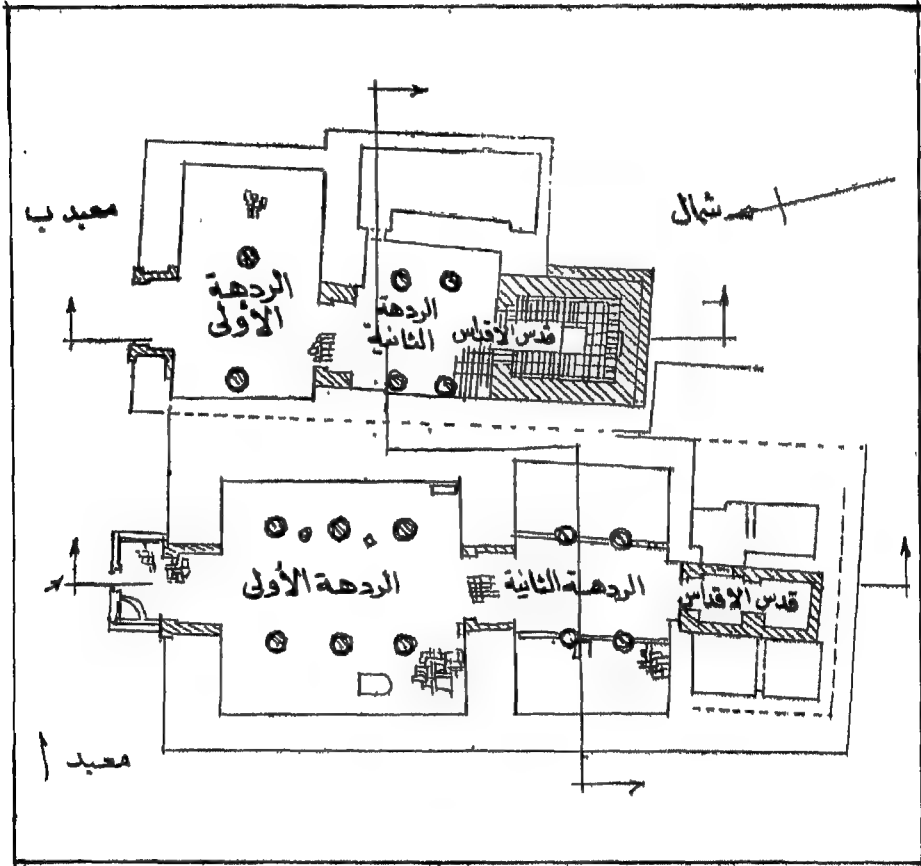 معبد ب
شمال
الردهة
الأولى
الردهة
الثانية
قدس الاقداس
الردهة الأولى
الردهة الثانية
قدس الاقداس
معبد أ